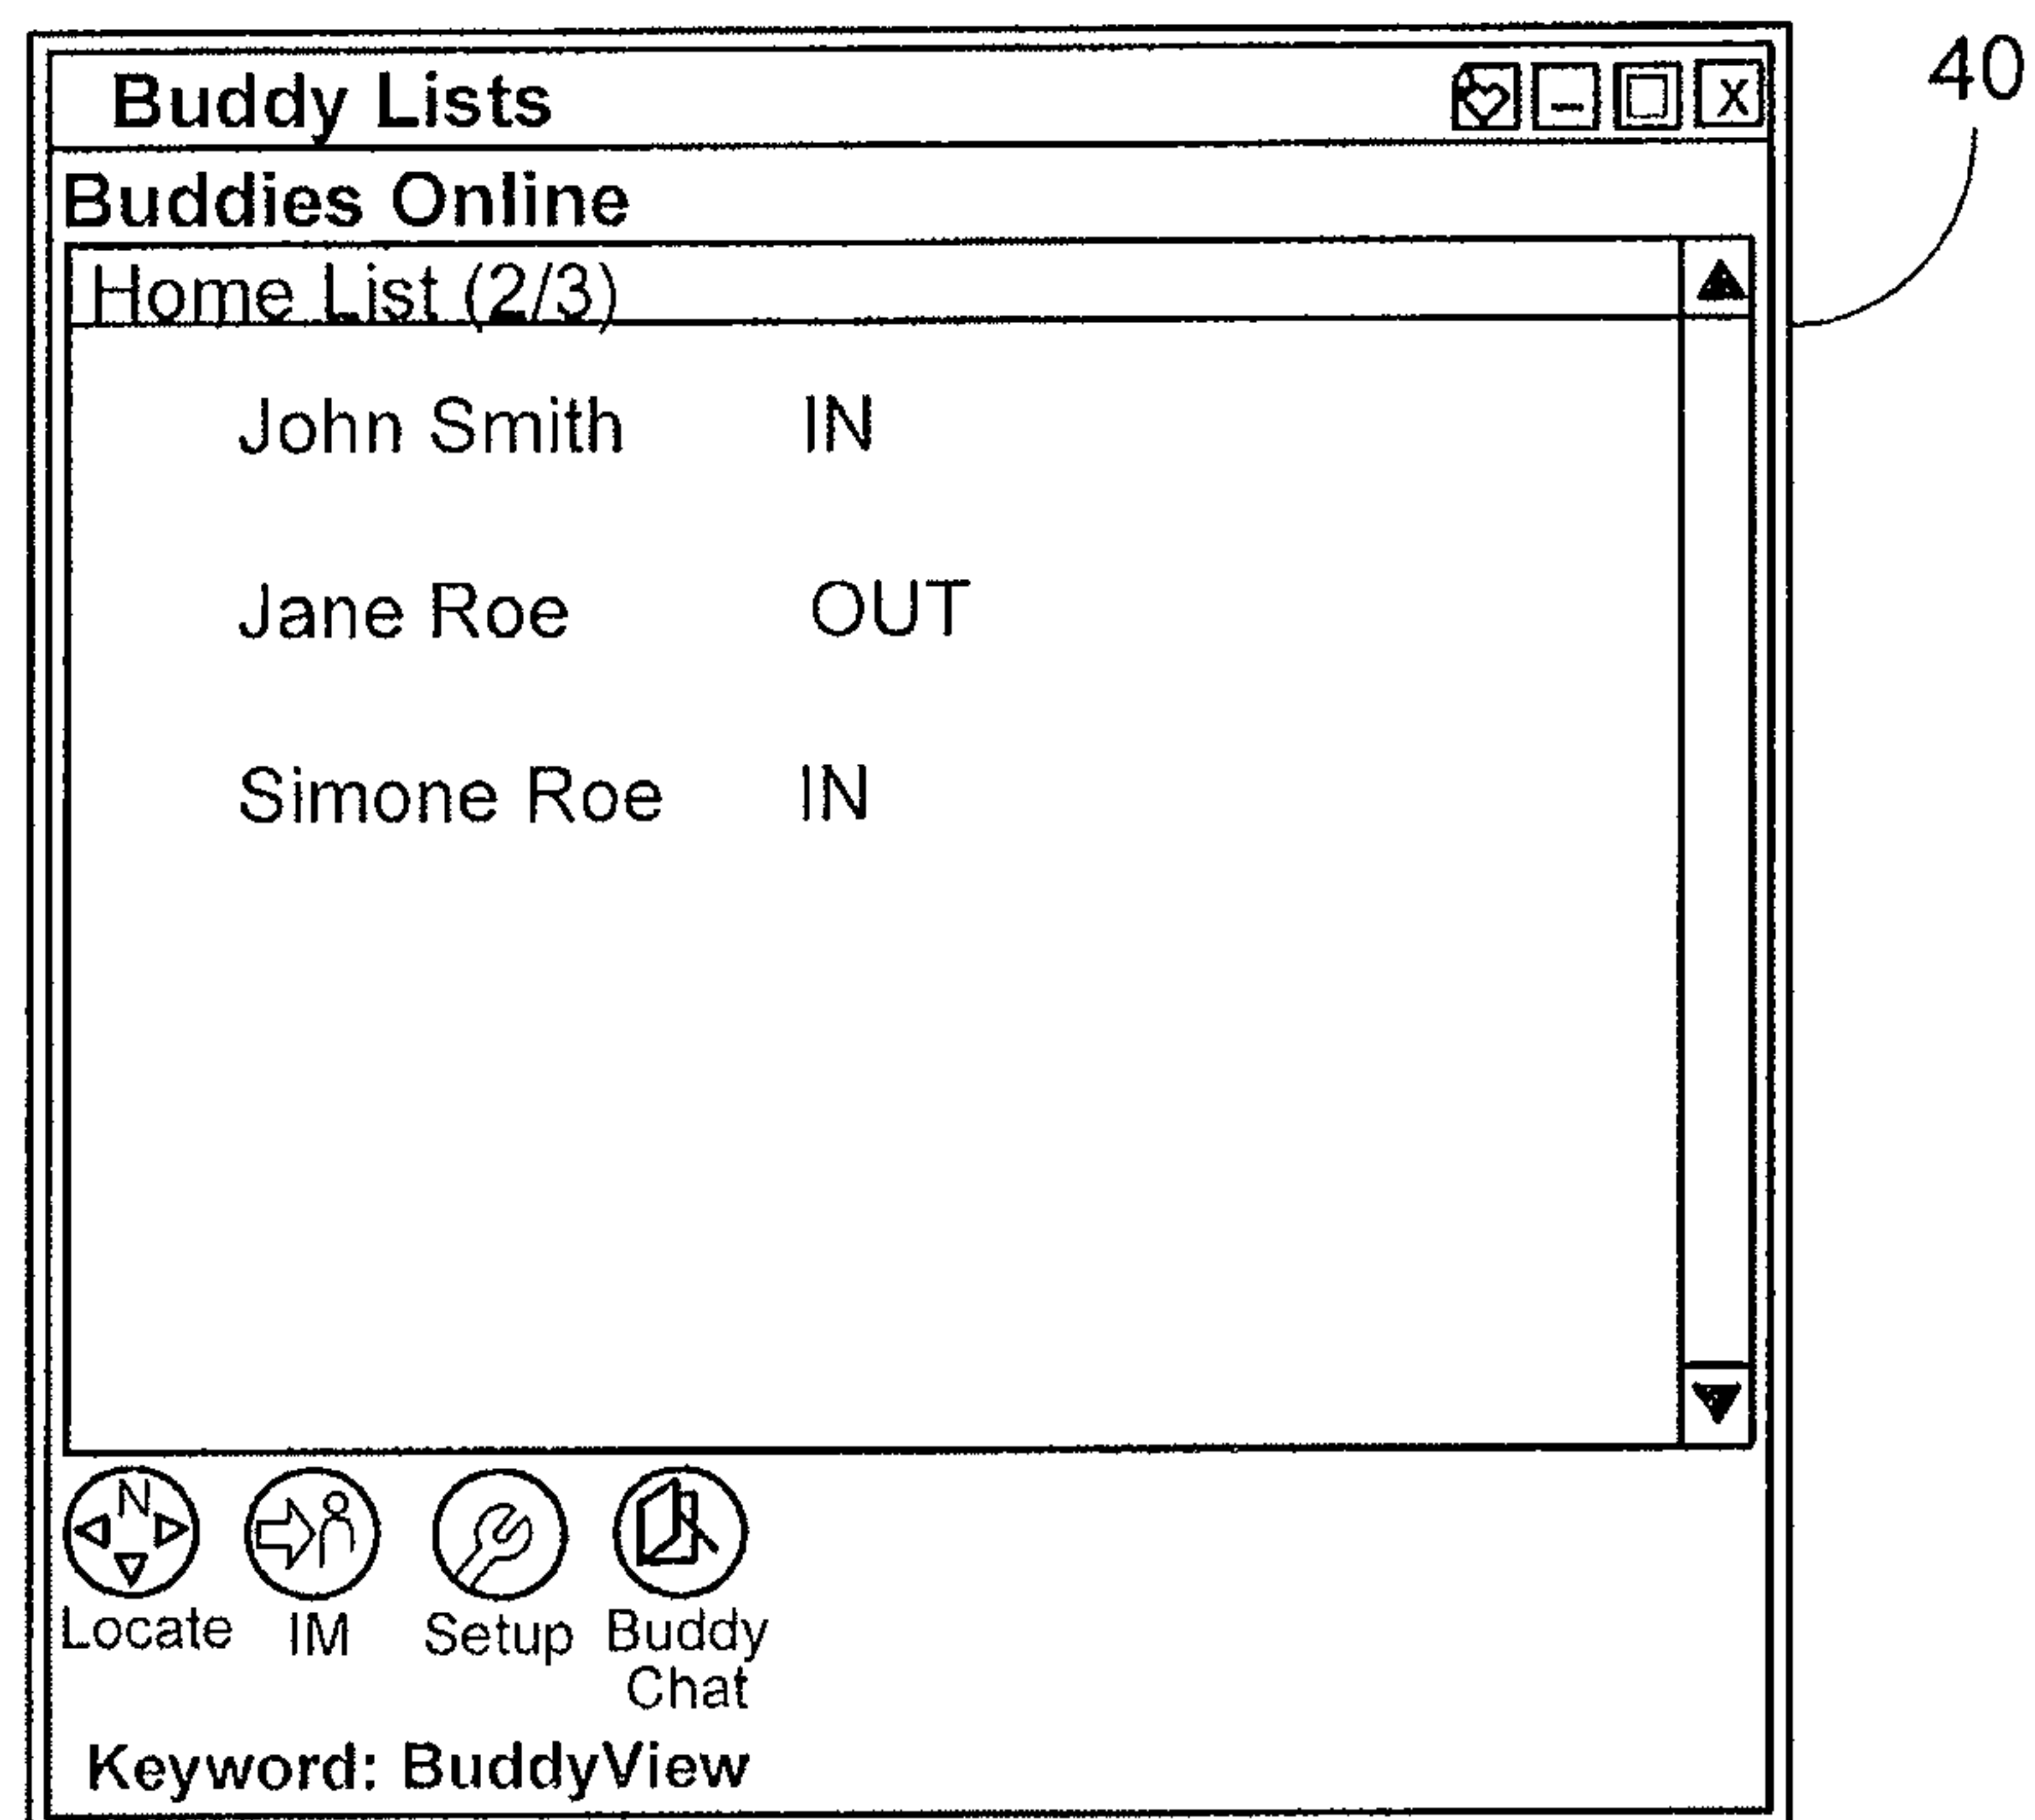 40
Buddy Lists
X
Buddies Online
Home List (2/3)
John Smith IN
Jane Roe OUT
Simone Roe IN
N
Locate IM Setup Buddy Chat
Keyword: BuddyView